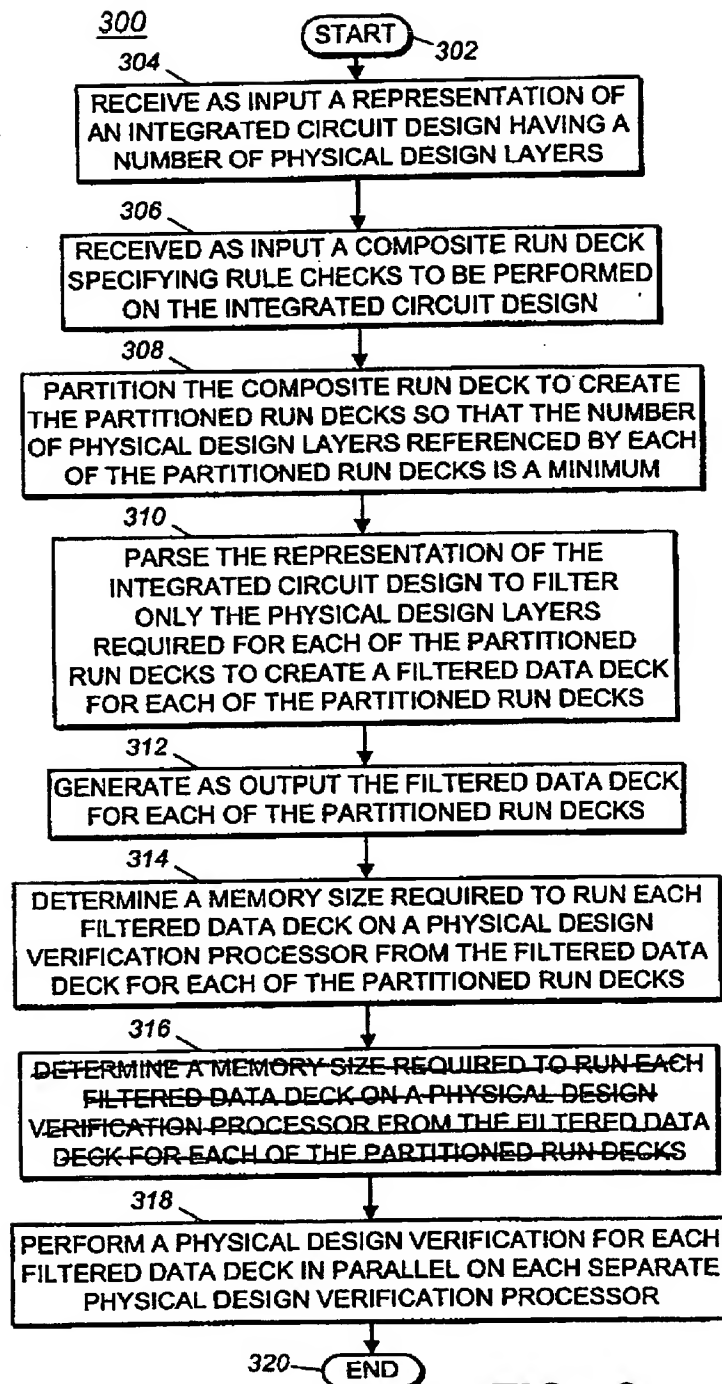 300
START
302
304
RECEIVE AS INPUT A REPRESENTATION OF
AN INTEGRATED CIRCUIT DESIGN HAVING A
NUMBER OF PHYSICAL DESIGN LAYERS
306
RECEIVED AS INPUT A COMPOSITE RUN DECK
SPECIFYING RULE CHECKS TO BE PERFORMED
ON THE INTEGRATED CIRCUIT DESIGN
308
PARTITION THE COMPOSITE RUN DECK TO CREATE
THE PARTITIONED RUN DECKS SO THAT THE NUMBER
OF PHYSICAL DESIGN LAYERS REFERENCED BY EACH
OF THE PARTITIONED RUN DECKS IS A MINIMUM
310
PARSE THE REPRESENTATION OF THE
INTEGRATED CIRCUIT DESIGN TO FILTER
ONLY THE PHYSICAL DESIGN LAYERS
REQUIRED FOR EACH OF THE PARTITIONED
RUN DECKS TO CREATE A FILTERED DATA DECK
FOR EACH OF THE PARTITIONED RUN DECKS
312
GENERATE AS OUTPUT THE FILTERED DATA DECK
FOR EACH OF THE PARTITIONED RUN DECKS
314
DETERMINE A MEMORY SIZE REQUIRED TO RUN EACH
FILTERED DATA DECK ON A PHYSICAL DESIGN
VERIFICATION PROCESSOR FROM THE FILTERED DATA
DECK FOR EACH OF THE PARTITIONED RUN DECKS
316
DETERMINE A MEMORY SIZE REQUIRED TO RUN EACH
FILTERED DATA DECK ON A PHYSICAL DESIGN
VERIFICATION PROCESSOR FROM THE FILTERED DATA
DECK FOR EACH OF THE PARTITIONED RUN DECKS
318
PERFORM A PHYSICAL DESIGN VERIFICATION FOR EACH
FILTERED DATA DECK IN PARALLEL ON EACH SEPARATE
PHYSICAL DESIGN VERIFICATION PROCESSOR
320
END